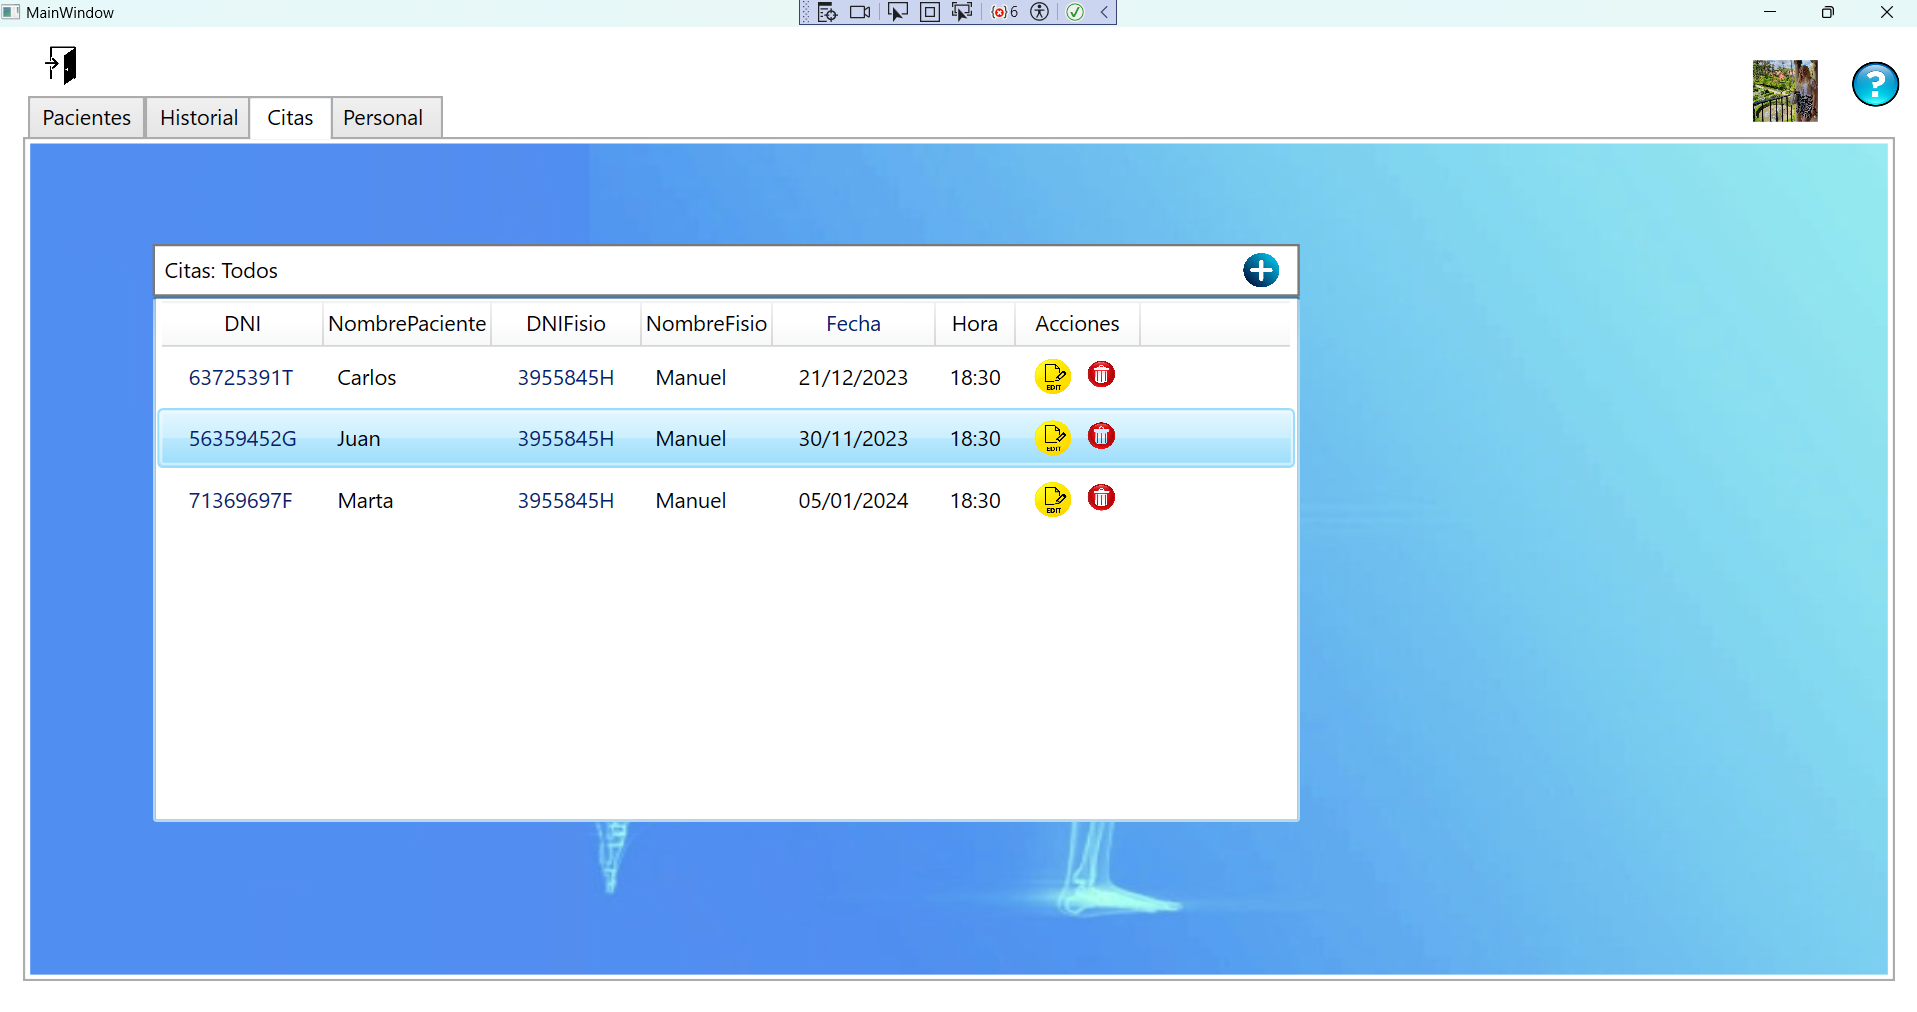 MainWindow
6
Pacientes Historial Citas Personal
?
Citas: Todos
DNI NombrePaciente DNIFisio NombreFisio Fecha Hora Acciones
63725391T Carlos 3955845H Manuel 21/12/2023 18:30 EDIT
56359452G Juan 3955845H Manuel 30/11/2023 18:30 EDIT
71369697F Marta 3955845H Manuel 05/01/2024 18:30 EDIT